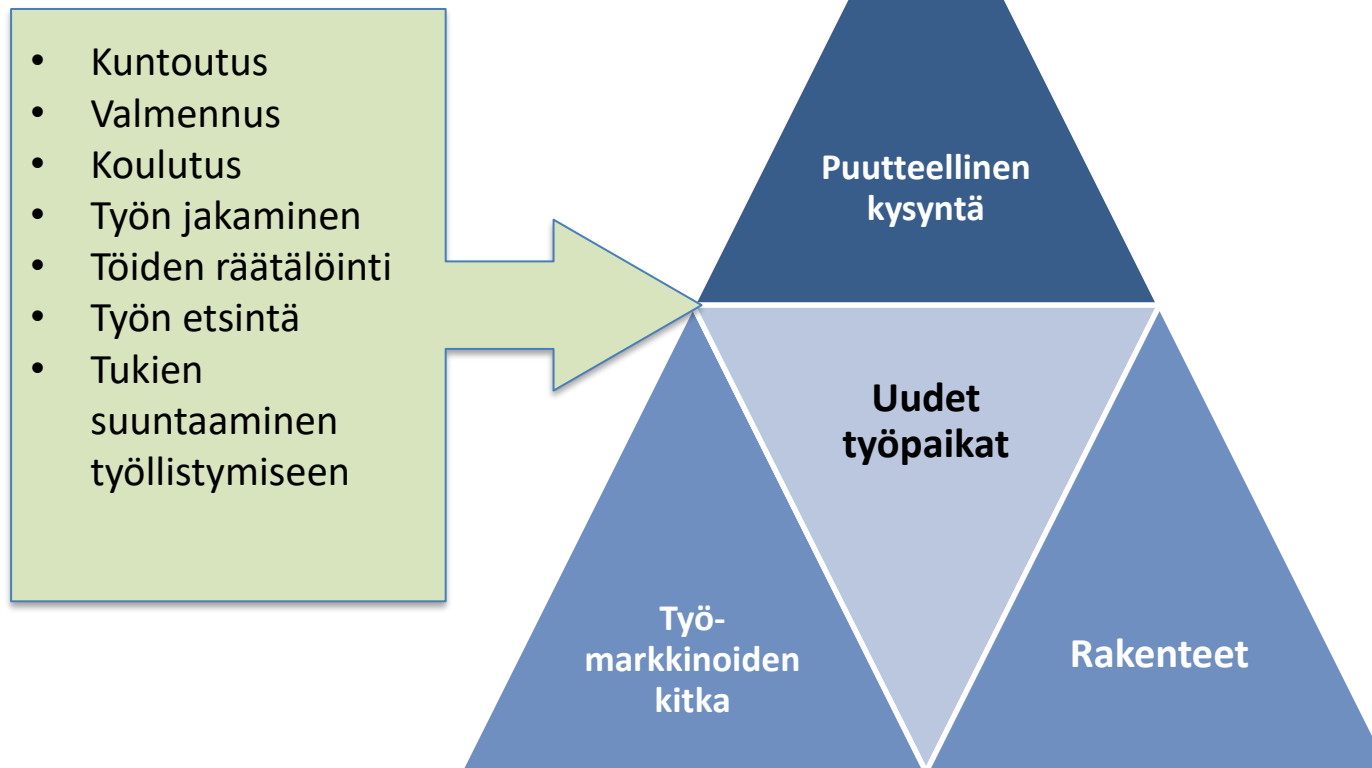 • Kuntoutus
• Valmennus
• Koulutus
• Työn jakaminen
• Töiden räätälöinti
• Työn etsintä
• Tukien
suuntaaminen
työllistymiseen
Puutteellinen
kysyntä
Uudet
työpaikat
Työ-
markkinoiden
kitka
Rakenteet